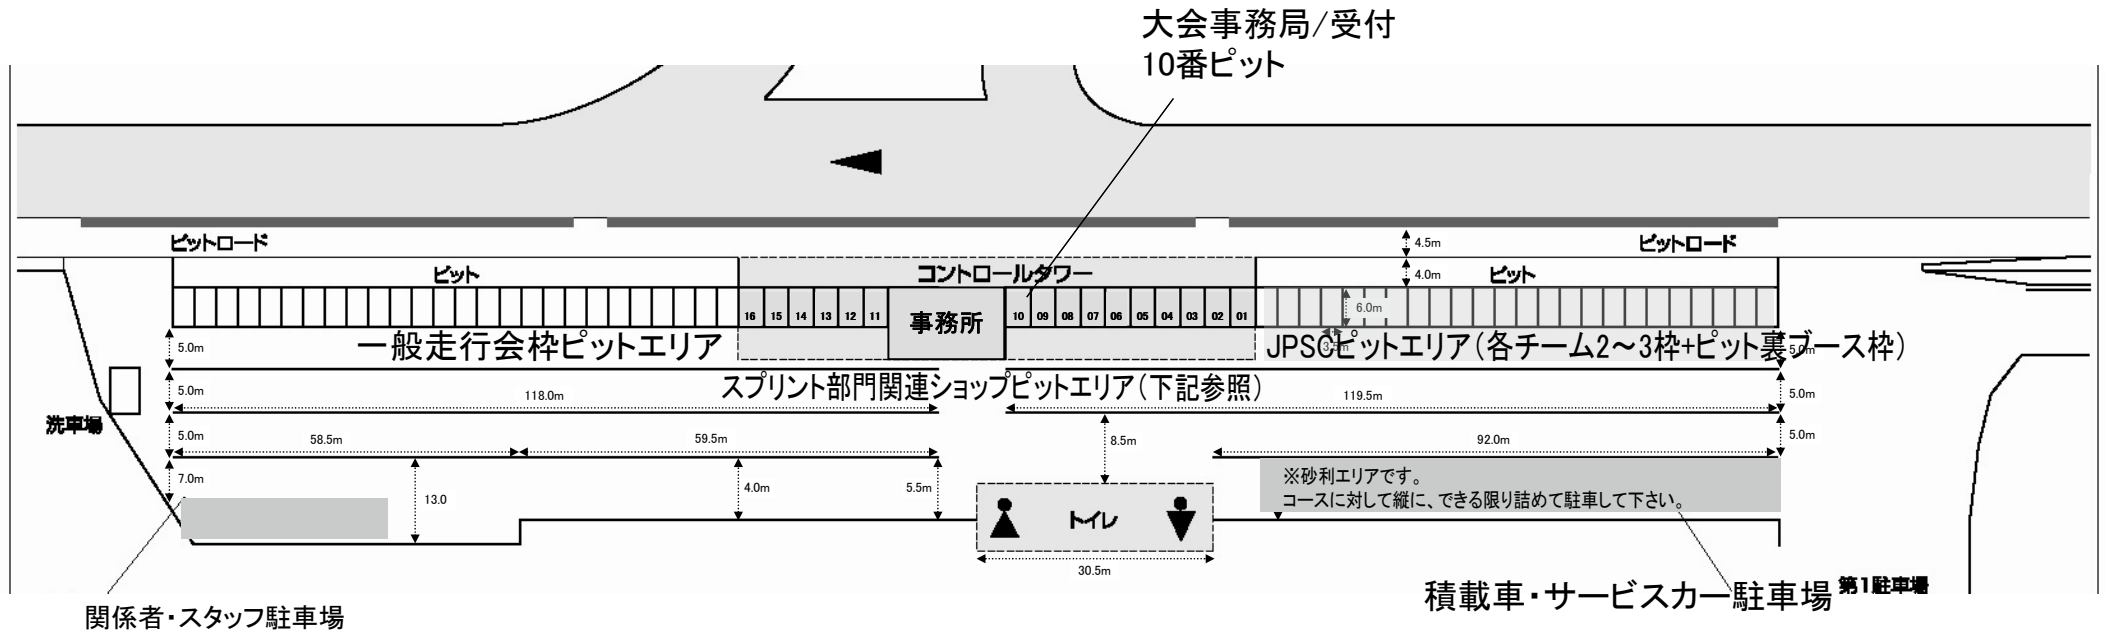 大会事務局/受付
10番ピット
ピットロード
ピットロード
4.5m
ピット
コントロールタワー
ピット
4.0m
16 15 14 13 12 11
事務所
10 09 08 07 06 05 04 03 02 01
6.0m
3.5m
5.0m
一般走行会枠ピットエリア
JPSCピットエリア(各チーム2～3枠+ピット裏ブース枠)
5.0m
5.0m
スプリント部門関連ショップピットエリア(下記参照)
5.0m
118.0m
119.5m
洗車場
5.0m
58.5m
59.5m
8.5m
92.0m
5.0m
7.0m
13.0
4.0m
5.5m
※砂利エリアです。
コースに対して縦に、できる限り詰めて駐車して下さい。
トイレ
30.5m
積載車・サービスカー駐車場
第1駐車場
関係者・スタッフ駐車場